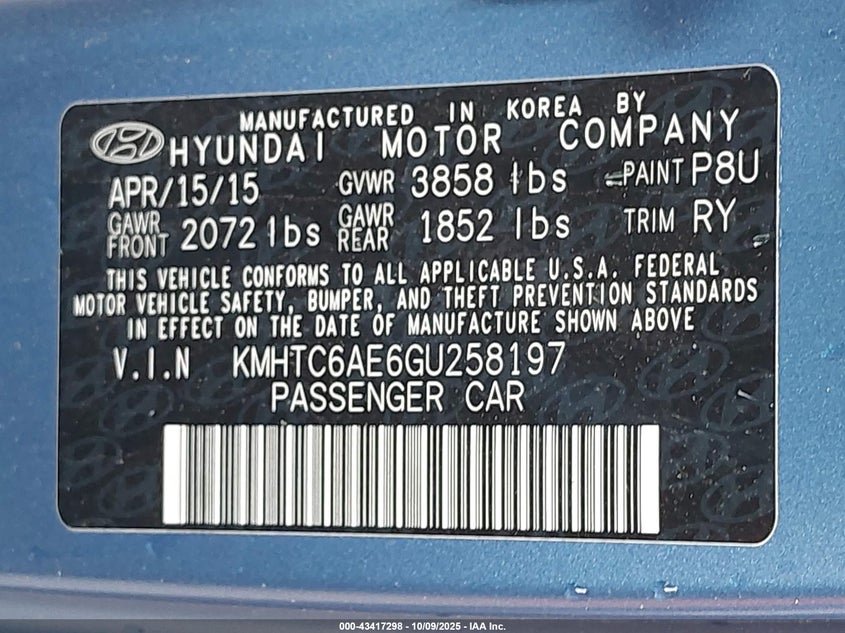 MANUFACTURED IN KOREA BY
HYUNDAI MOTOR COMPANY
APR/15/15 GVWR 3858 lbs PAINT P8U
GAWR FRONT 2072 lbs GAWR REAR 1852 lbs TRIM RY
THIS VEHICLE CONFORMS TO ALL APPLICABLE U.S.A. FEDERAL
MOTOR VEHICLE SAFETY, BUMPER, AND THEFT PREVENTION STANDARDS
IN EFFECT ON THE DATE OF MANUFACTURE SHOWN ABOVE
V.I.N KMHTC6AE6GU258197
PASSENGER CAR
000-43417298 - 10/09/2025 - IAA Inc.